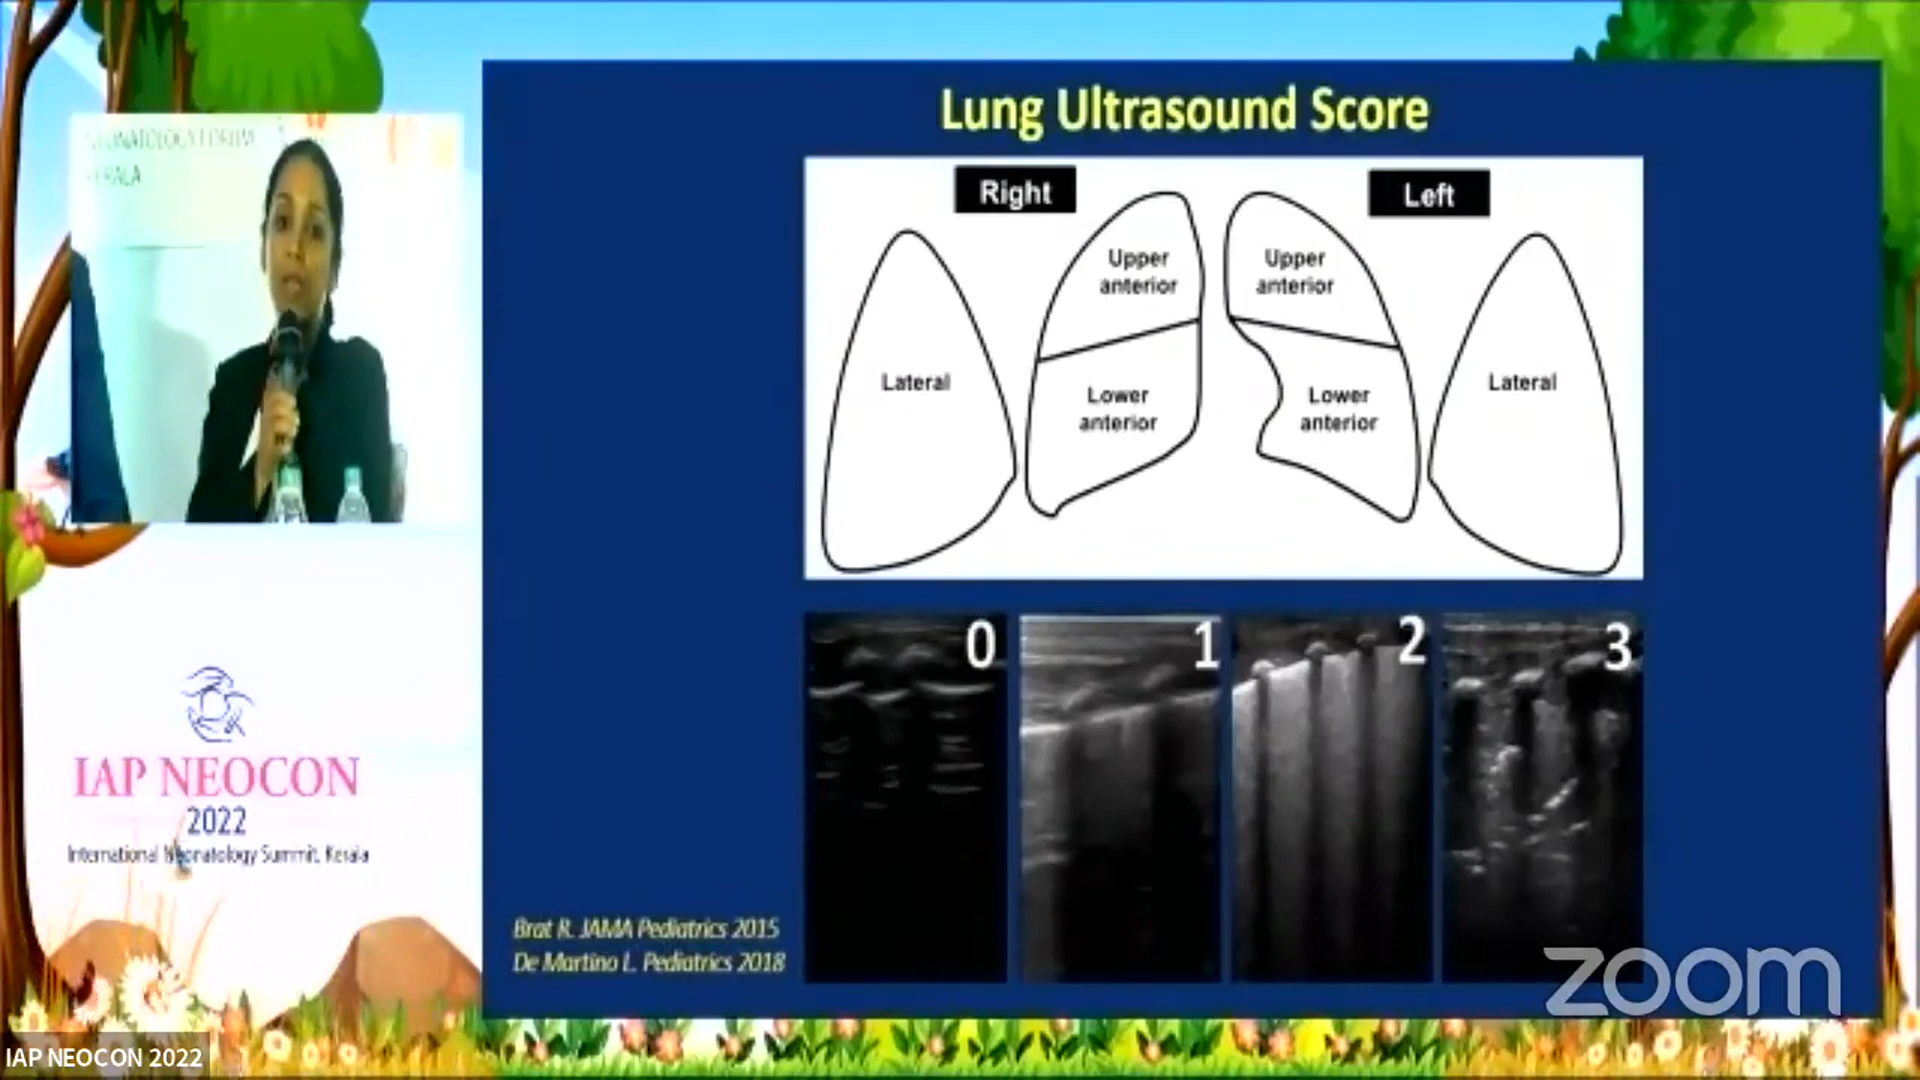 Lung Ultrasound Score
Right
Left
Upper
anterior
Upper
anterior
Lateral
Lower
anterior
Lower
anterior
Lateral
0
1
2
3
Brat R. JAMA Pediatrics 2015
De Martino L. Pediatrics 2018
FORUM
IAP NEOCON
2022
International Neonatology Summit, Kerala
zoom
IAP NEOCON 2022